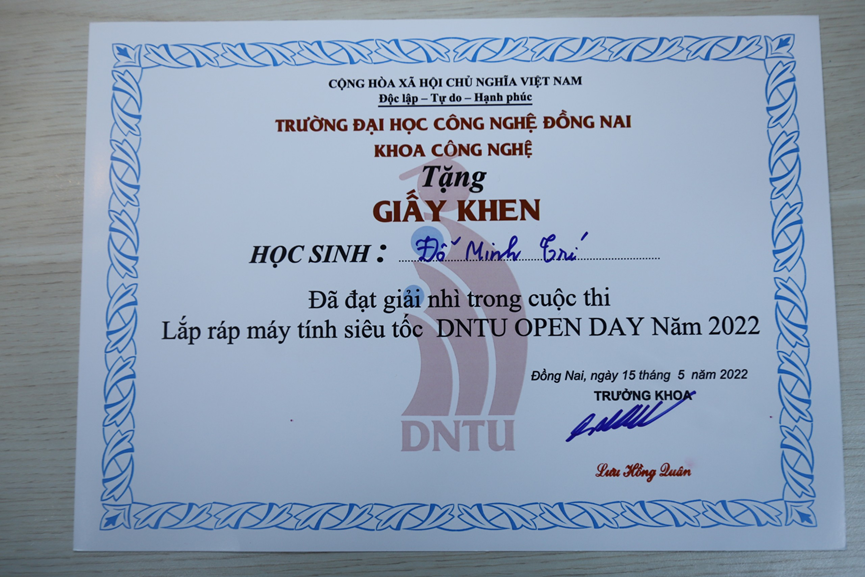 CỘNG HÒA XÃ HỘI CHỦ NGHĨA VIỆT NAM
Độc lập – Tự do – Hạnh phúc
TRƯỜNG ĐẠI HỌC CÔNG NGHỆ ĐỒNG NAI
KHOA CÔNG NGHỆ
Tặng
GIẤY KHEN
HỌC SINH : Đỗ Minh Trí
Đã đạt giải nhì trong cuộc thi
Lắp ráp máy tính siêu tốc DNTU OPEN DAY Năm 2022
Đồng Nai, ngày 15 tháng 5 năm 2022
TRƯỞNG KHOA
DNTU
Lưu Hồng Quân